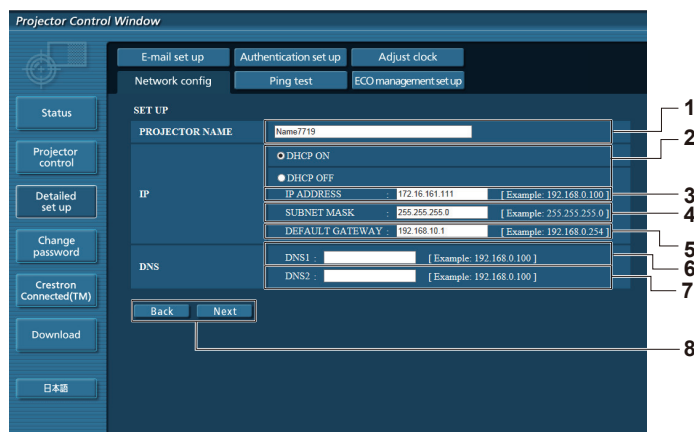 Projector Control Window
E-mail set up
Authentication set up
Adjust clock
Network config
Ping test
ECO management set up
Status
Projector
control
Detailed
set up
Change
password
Crestron
Connected(TM)
Download
日本語
SET UP
PROJECTOR NAME
Name7719
IP
DHCP ON
DHCP OFF
IP ADDRESS : 172.16.161.111 [ Example: 192.168.0.100 ]
SUBNET MASK : 255.255.255.0 [ Example: 255.255.255.0 ]
DEFAULT GATEWAY : 192.168.10.1 [ Example: 192.168.0.254 ]
DNS
DNS1 : [ Example: 192.168.0.100 ]
DNS2 : [ Example: 192.168.0.100 ]
Back Next
1
2
3
4
5
6
7
8